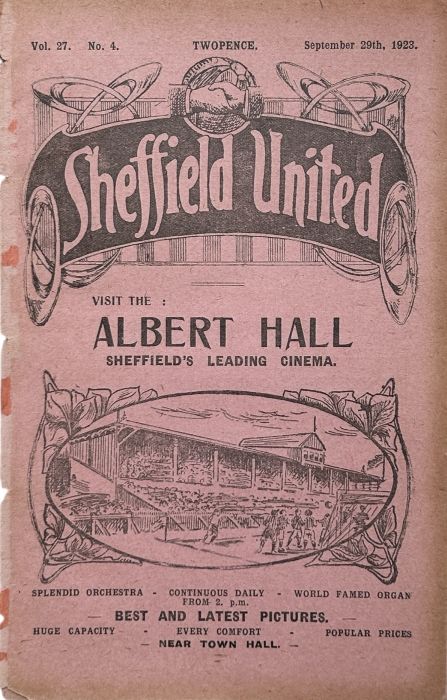 Vol. 27. No. 4. TWOPENCE. September 29th, 1923.
Sheffield United
VISIT THE :
ALBERT HALL
SHEFFIELD'S LEADING CINEMA.
SPLENDID ORCHESTRA - CONTINUOUS DAILY - WORLD FAMED ORGAN
FROM 2. p.m.
— BEST AND LATEST PICTURES. —
HUGE CAPACITY - EVERY COMFORT - POPULAR PRICES
— NEAR TOWN HALL. —